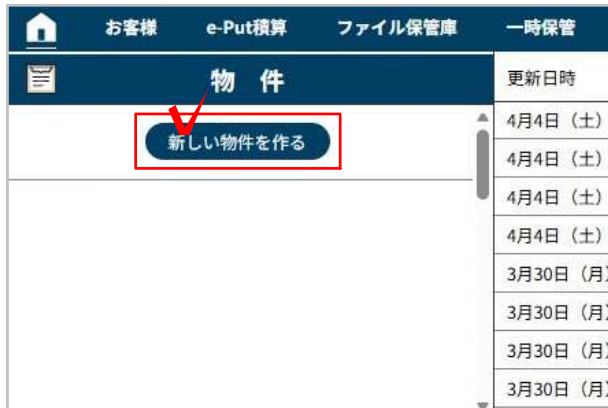 お客様 e-Put積算 ファイル保管庫 一時保管
物 件
新しい物件を作る
更新日時
4月4日（土）
4月4日（土）
4月4日（土）
4月4日（土）
3月30日（月）
3月30日（月）
3月30日（月）
3月30日（月）